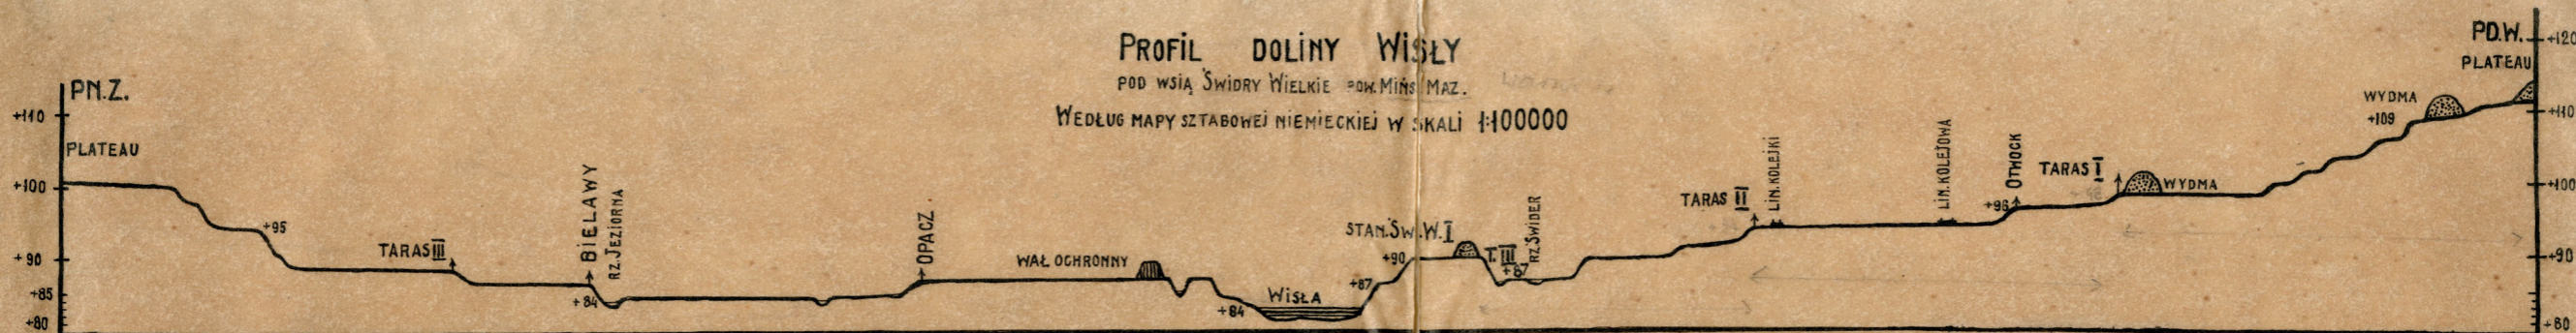 PROFIL DOLINY WISŁY
POD WSIĄ ŚWIDRY WIELKIE POW. MIŃS MAZ.
WEDŁUG MAPY SZTABOWEJ NIEMIECKIEJ W SKALI 1:100000
PN.Z.
+110
PLATEAU
+100
+90
+85
+80
+95
TARAS III
BIELAWY
RZ. JEZIORNA
+84
OPACZ.
WAŁ OCHRONNY
+84
WISŁA
+87
+90
STAN. ŚW. W. I
T. III
+87
RZ. ŚWIDER
TARAS II
LIN. KOLEJKI
LIN. KOLEJOWA
+96
OTWOCK
TARAS I
WYDMA
WYDMA
+109
PD.W.
PLATEAU
+120
+110
+100
+90
+80